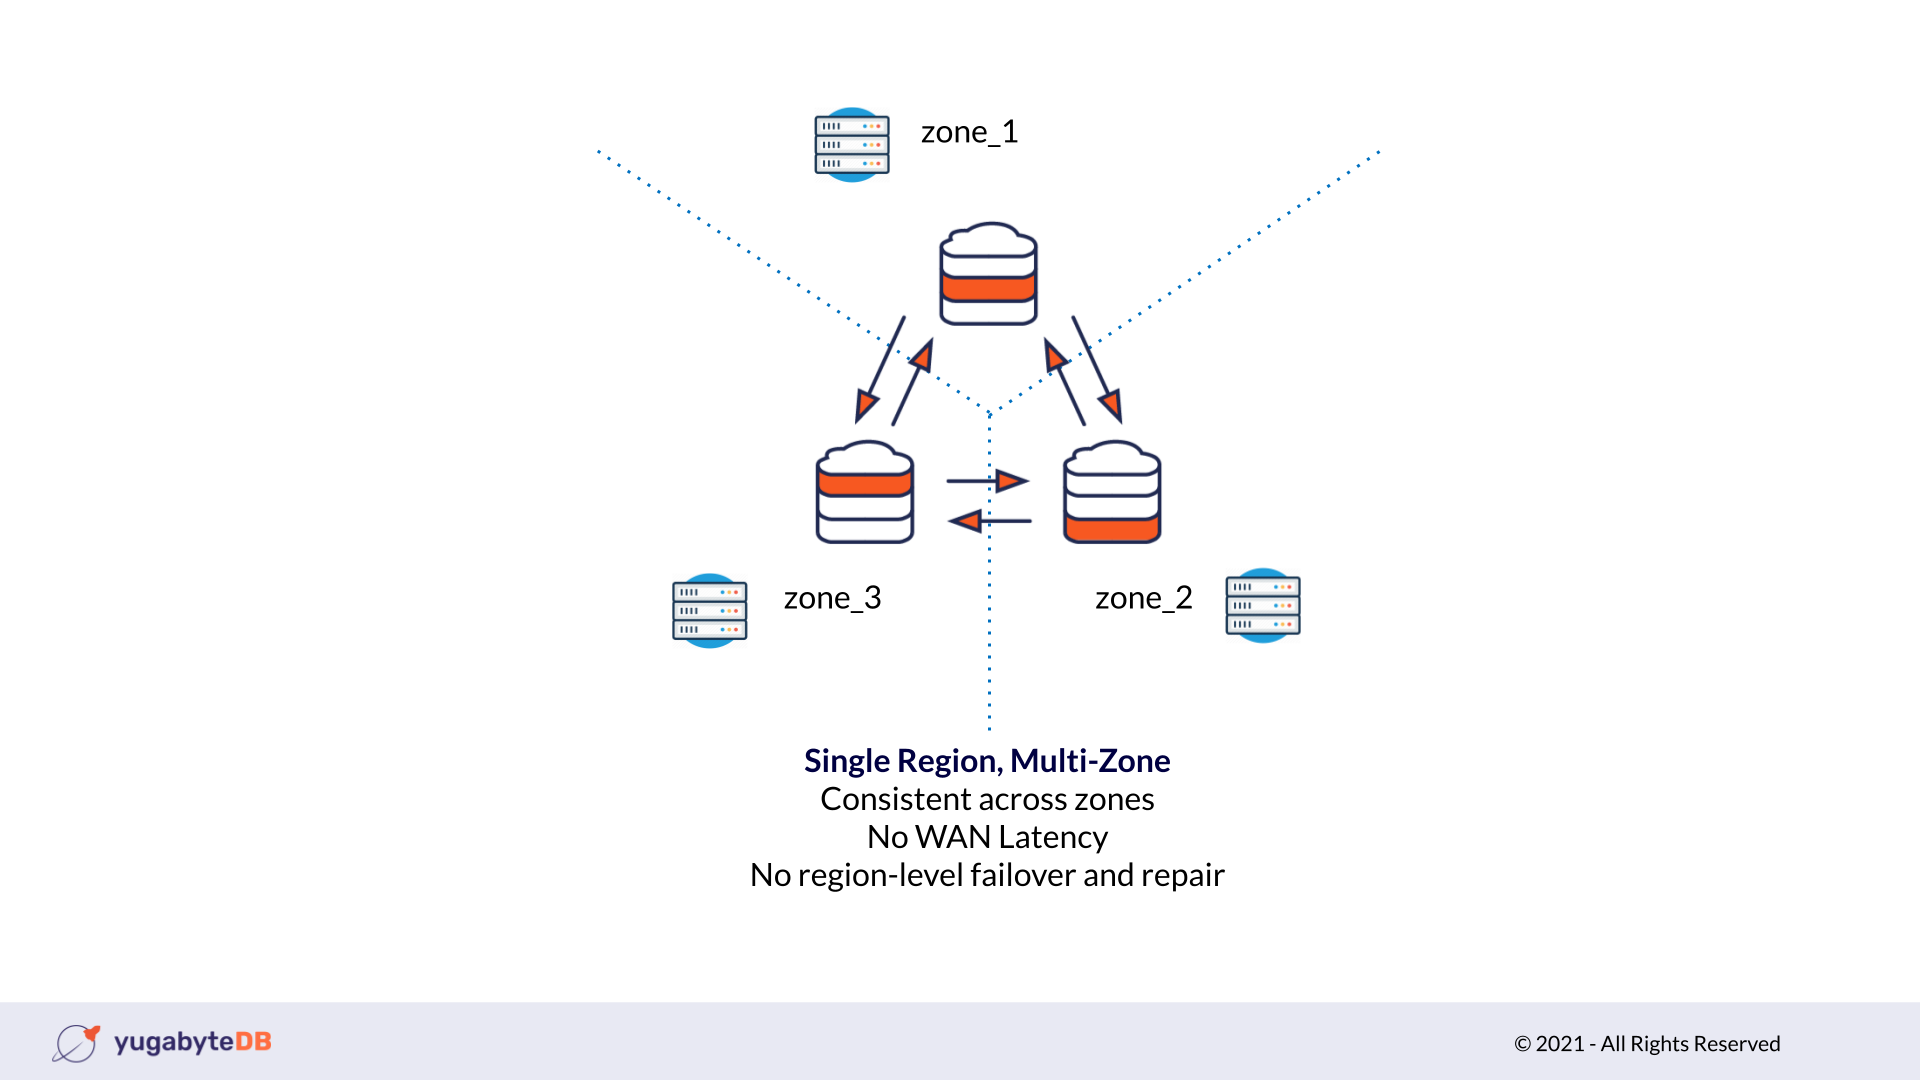 zone_1
zone_3
zone_2
Single Region, Multi-Zone
Consistent across zones
No WAN Latency
No region-level failover and repair
yugabyteDB
© 2021 - All Rights Reserved